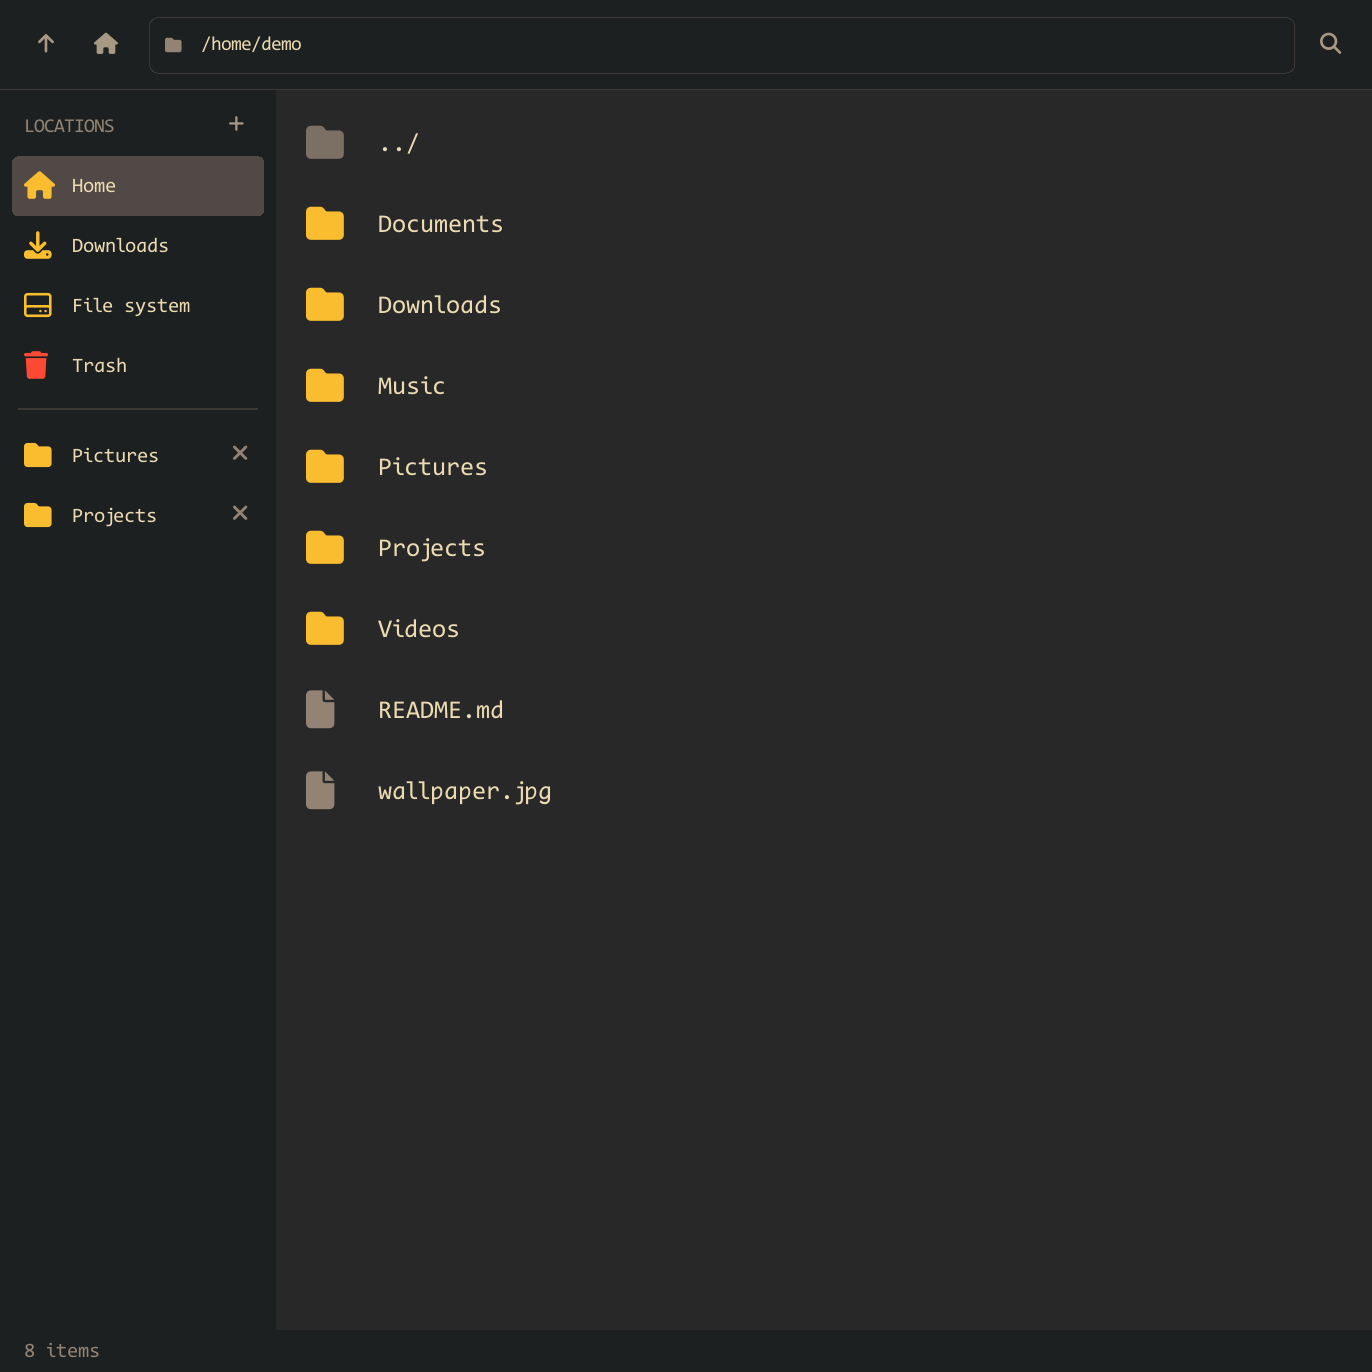 /home/demo
LOCATIONS
Home
Downloads
File system
Trash
Pictures
Projects
../
Documents
Downloads
Music
Pictures
Projects
Videos
README.md
wallpaper.jpg
8 items